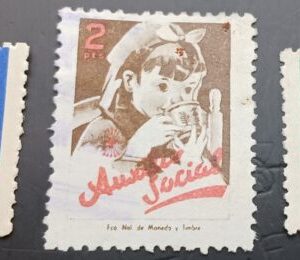 2
PTS
Auxilio
Social
Fca Nal. de Moneda y Timbre